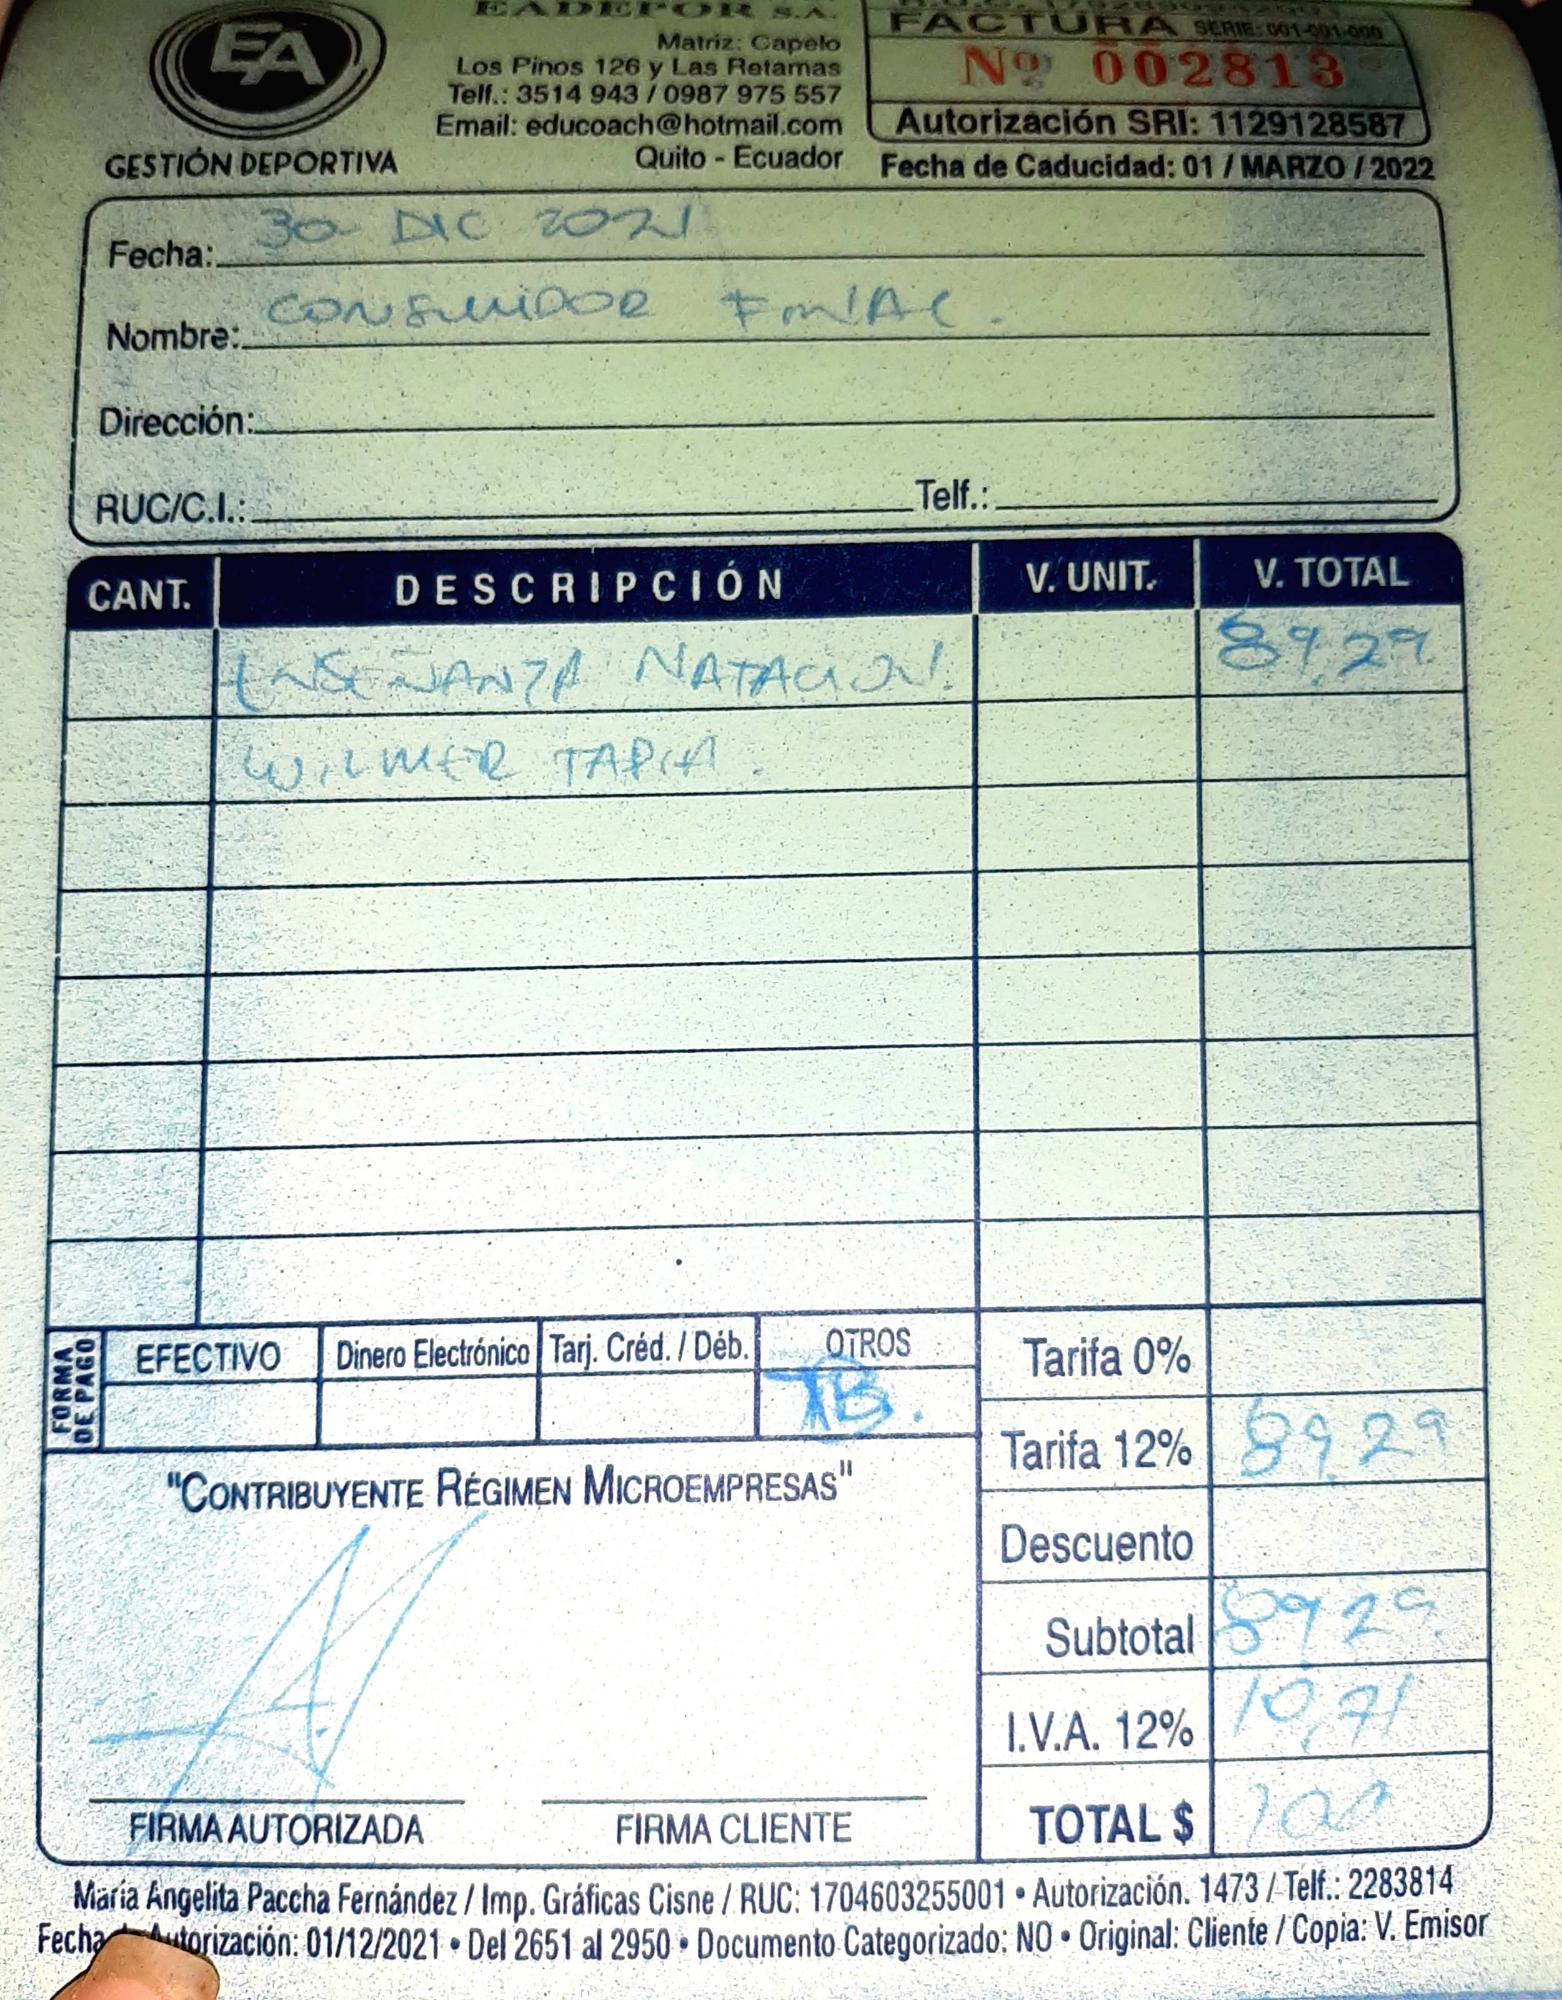 EA
GESTIÓN DEPORTIVA
EADEPOR S.A.
Matriz: Capelo
Los Pinos 126 y Las Retamas
Telf.: 3514 943 / 0987 975 557
Email: educoach@hotmail.com
Quito - Ecuador
FACTURA SERIE: 001-001-000
Nº 002813
Autorización SRI: 1129128587
Fecha de Caducidad: 01 / MARZO / 2022
Fecha: 30 DIC 2021
Nombre: CONSUMIDOR FINAL.
Dirección:
RUC/C.I.: Telf.:
CANT. DESCRIPCIÓN V. UNIT. V. TOTAL
ENSEÑANZA NATACION. 89.29
WILMER TAPIA.
FORMA DE PAGO
EFECTIVO Dinero Electrónico Tarj. Créd. / Déb. OTROS
TB.
Tarifa 0%
Tarifa 12% 89.29
Descuento
Subtotal 89 29
I.V.A. 12% 10,71
TOTAL $ 100
"CONTRIBUYENTE RÉGIMEN MICROEMPRESAS"
FIRMA AUTORIZADA FIRMA CLIENTE
María Angelita Paccha Fernández / Imp. Gráficas Cisne / RUC: 1704603255001 • Autorización. 1473 / Telf.: 2283814
Fecha Autorización: 01/12/2021 • Del 2651 al 2950 • Documento Categorizado: NO • Original: Cliente / Copia: V. Emisor